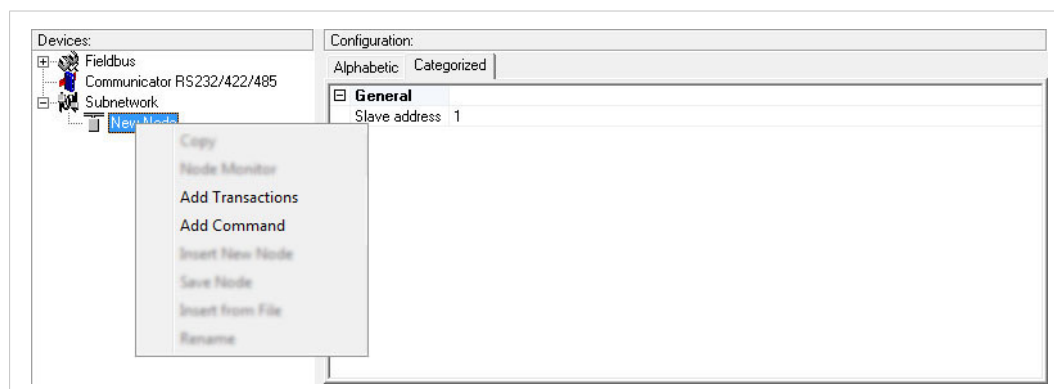 Devices:
Fieldbus
Communicator RS232/422/485
Subnetwork
New Node
Copy
Node Monitor
Add Transactions
Add Command
Insert New Node
Save Node
Insert from File
Rename
Configuration:
Alphabetic Categorized
General
Slave address 1